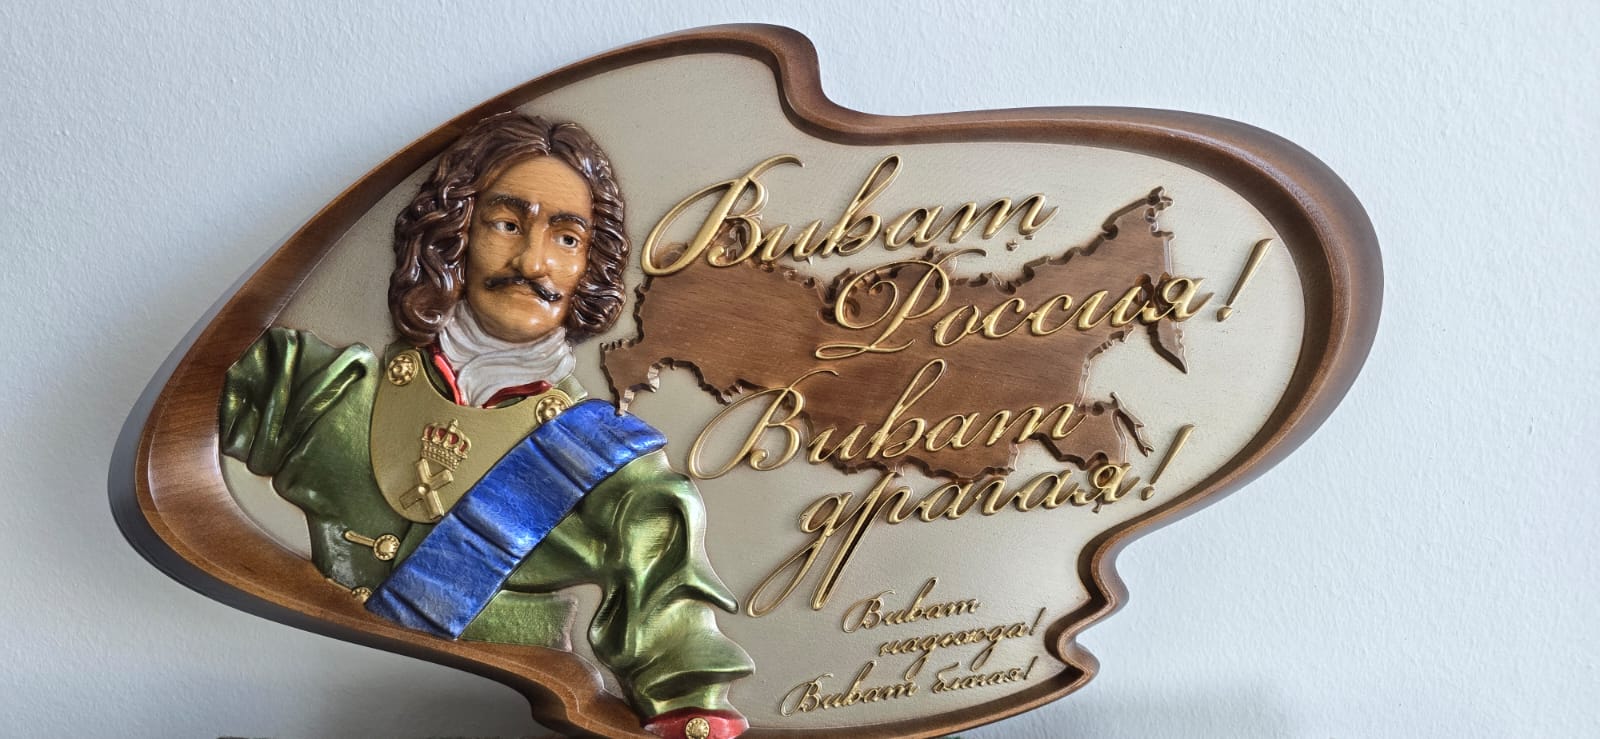 Виват
Россия!
Виват
драгая!
Виват
надежда!
Виват благая!